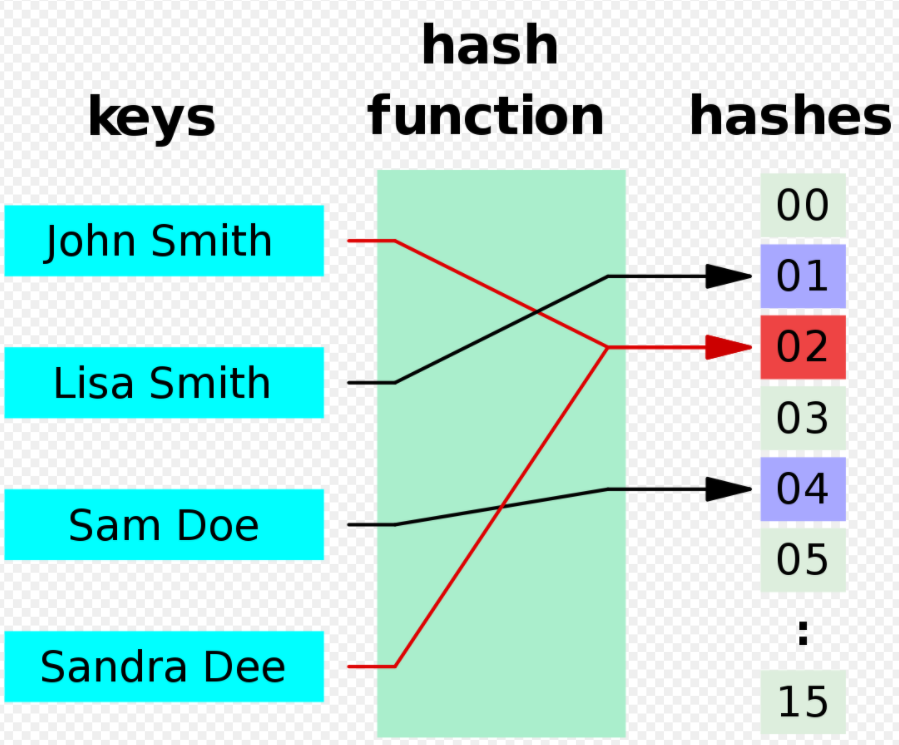 hash
function
keys
hashes
John Smith
Lisa Smith
Sam Doe
Sandra Dee
00
01
02
03
04
05
:
15